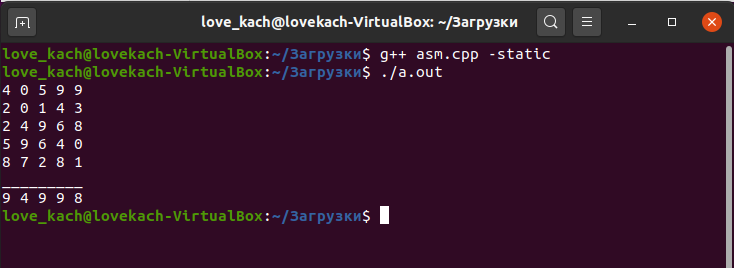 love_kach@lovekach-VirtualBox: ~/Загрузки
love_kach@lovekach-VirtualBox:~/Загрузки$ g++ asm.cpp -static
love_kach@lovekach-VirtualBox:~/Загрузки$ ./a.out
4 0 5 9 9
2 0 1 4 3
2 4 9 6 8
5 9 6 4 0
8 7 2 8 1
_________
9 4 9 9 8
love_kach@lovekach-VirtualBox:~/Загрузки$